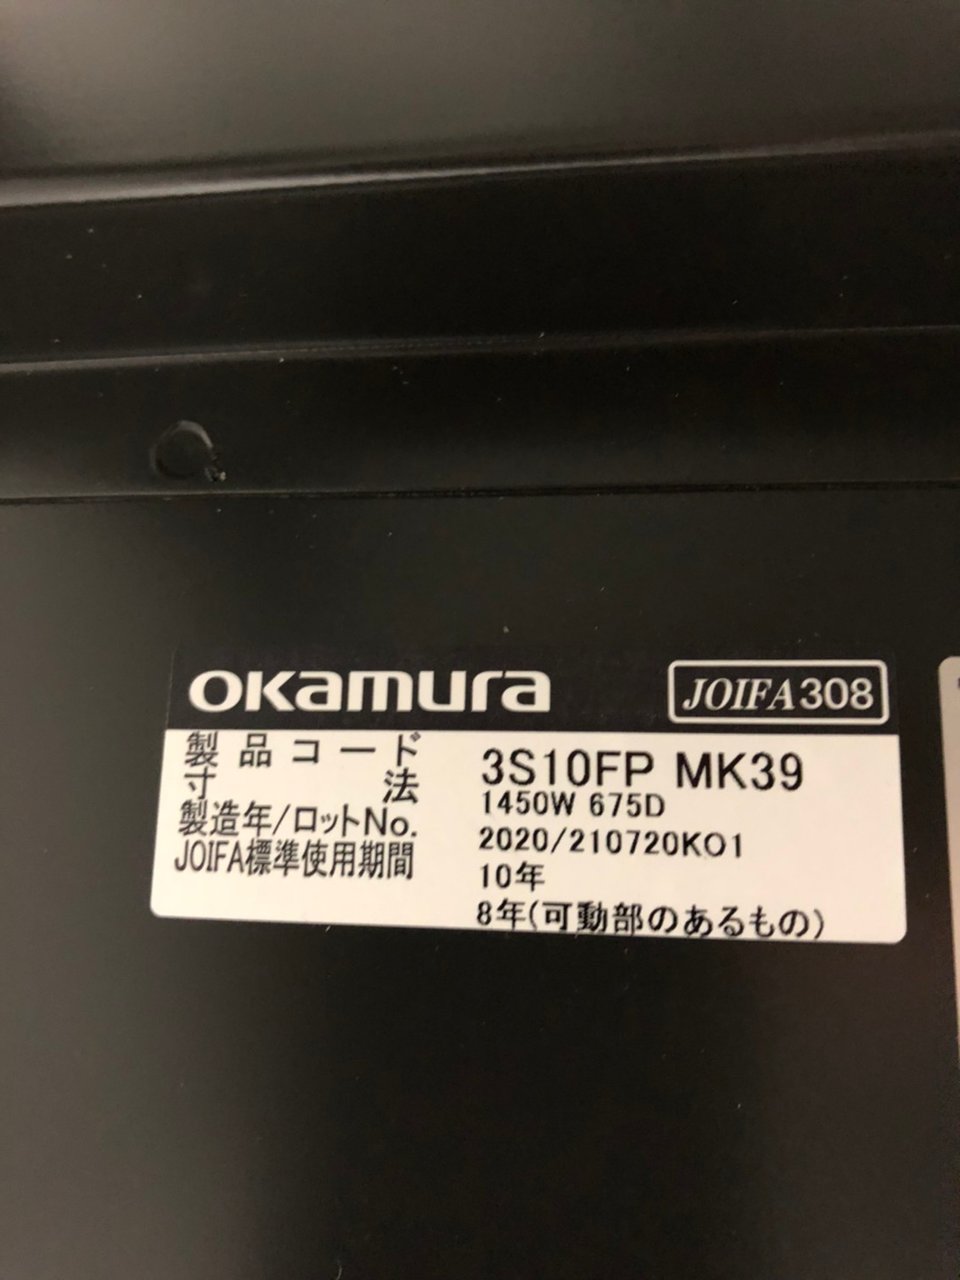 okamura
JOIFA308
製品コード 3S10FP MK39
寸法 1450W 675D
製造年/ロットNo. 2020/210720K01
JOIFA標準使用期間 10年
8年(可動部のあるもの)